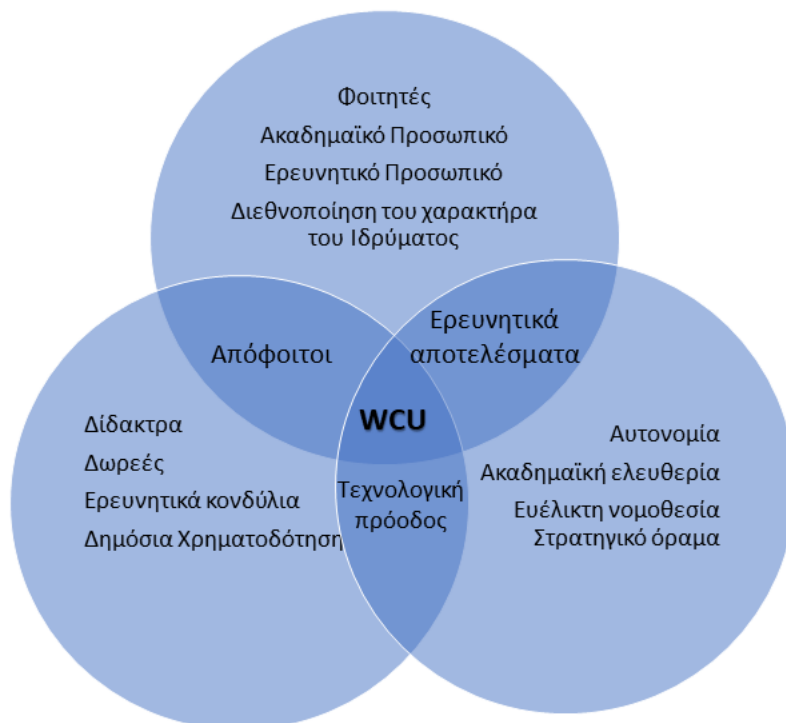 Φοιτητές
Ακαδημαϊκό Προσωπικό
Ερευνητικό Προσωπικό
Διεθνοποίηση του χαρακτήρα
του Ιδρύματος
Απόφοιτοι
Ερευνητικά
αποτελέσματα
WCU
Δίδακτρα
Δωρεές
Ερευνητικά κονδύλια
Δημόσια Χρηματοδότηση
Τεχνολογική
πρόοδος
Αυτονομία
Ακαδημαϊκή ελευθερία
Ευέλικτη νομοθεσία
Στρατηγικό όραμα